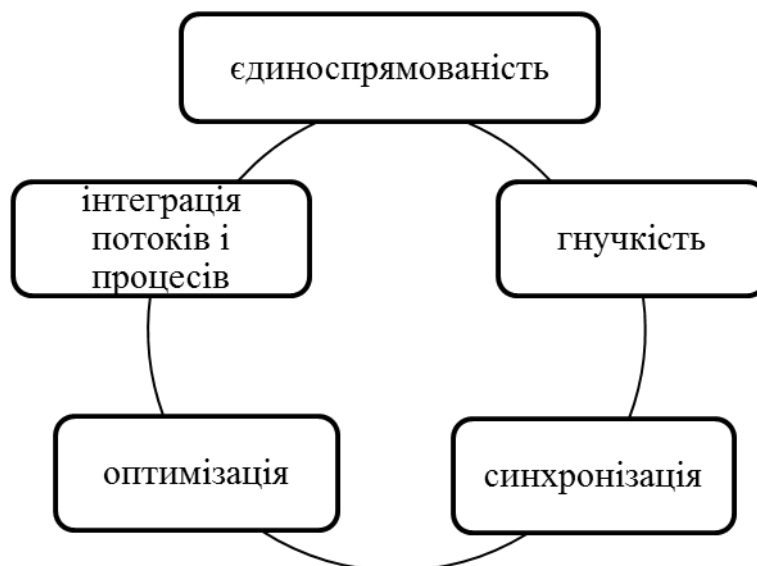 єдиноспрямованість
інтеграція
потоків і
процесів
гнучкість
оптимізація
синхронізація